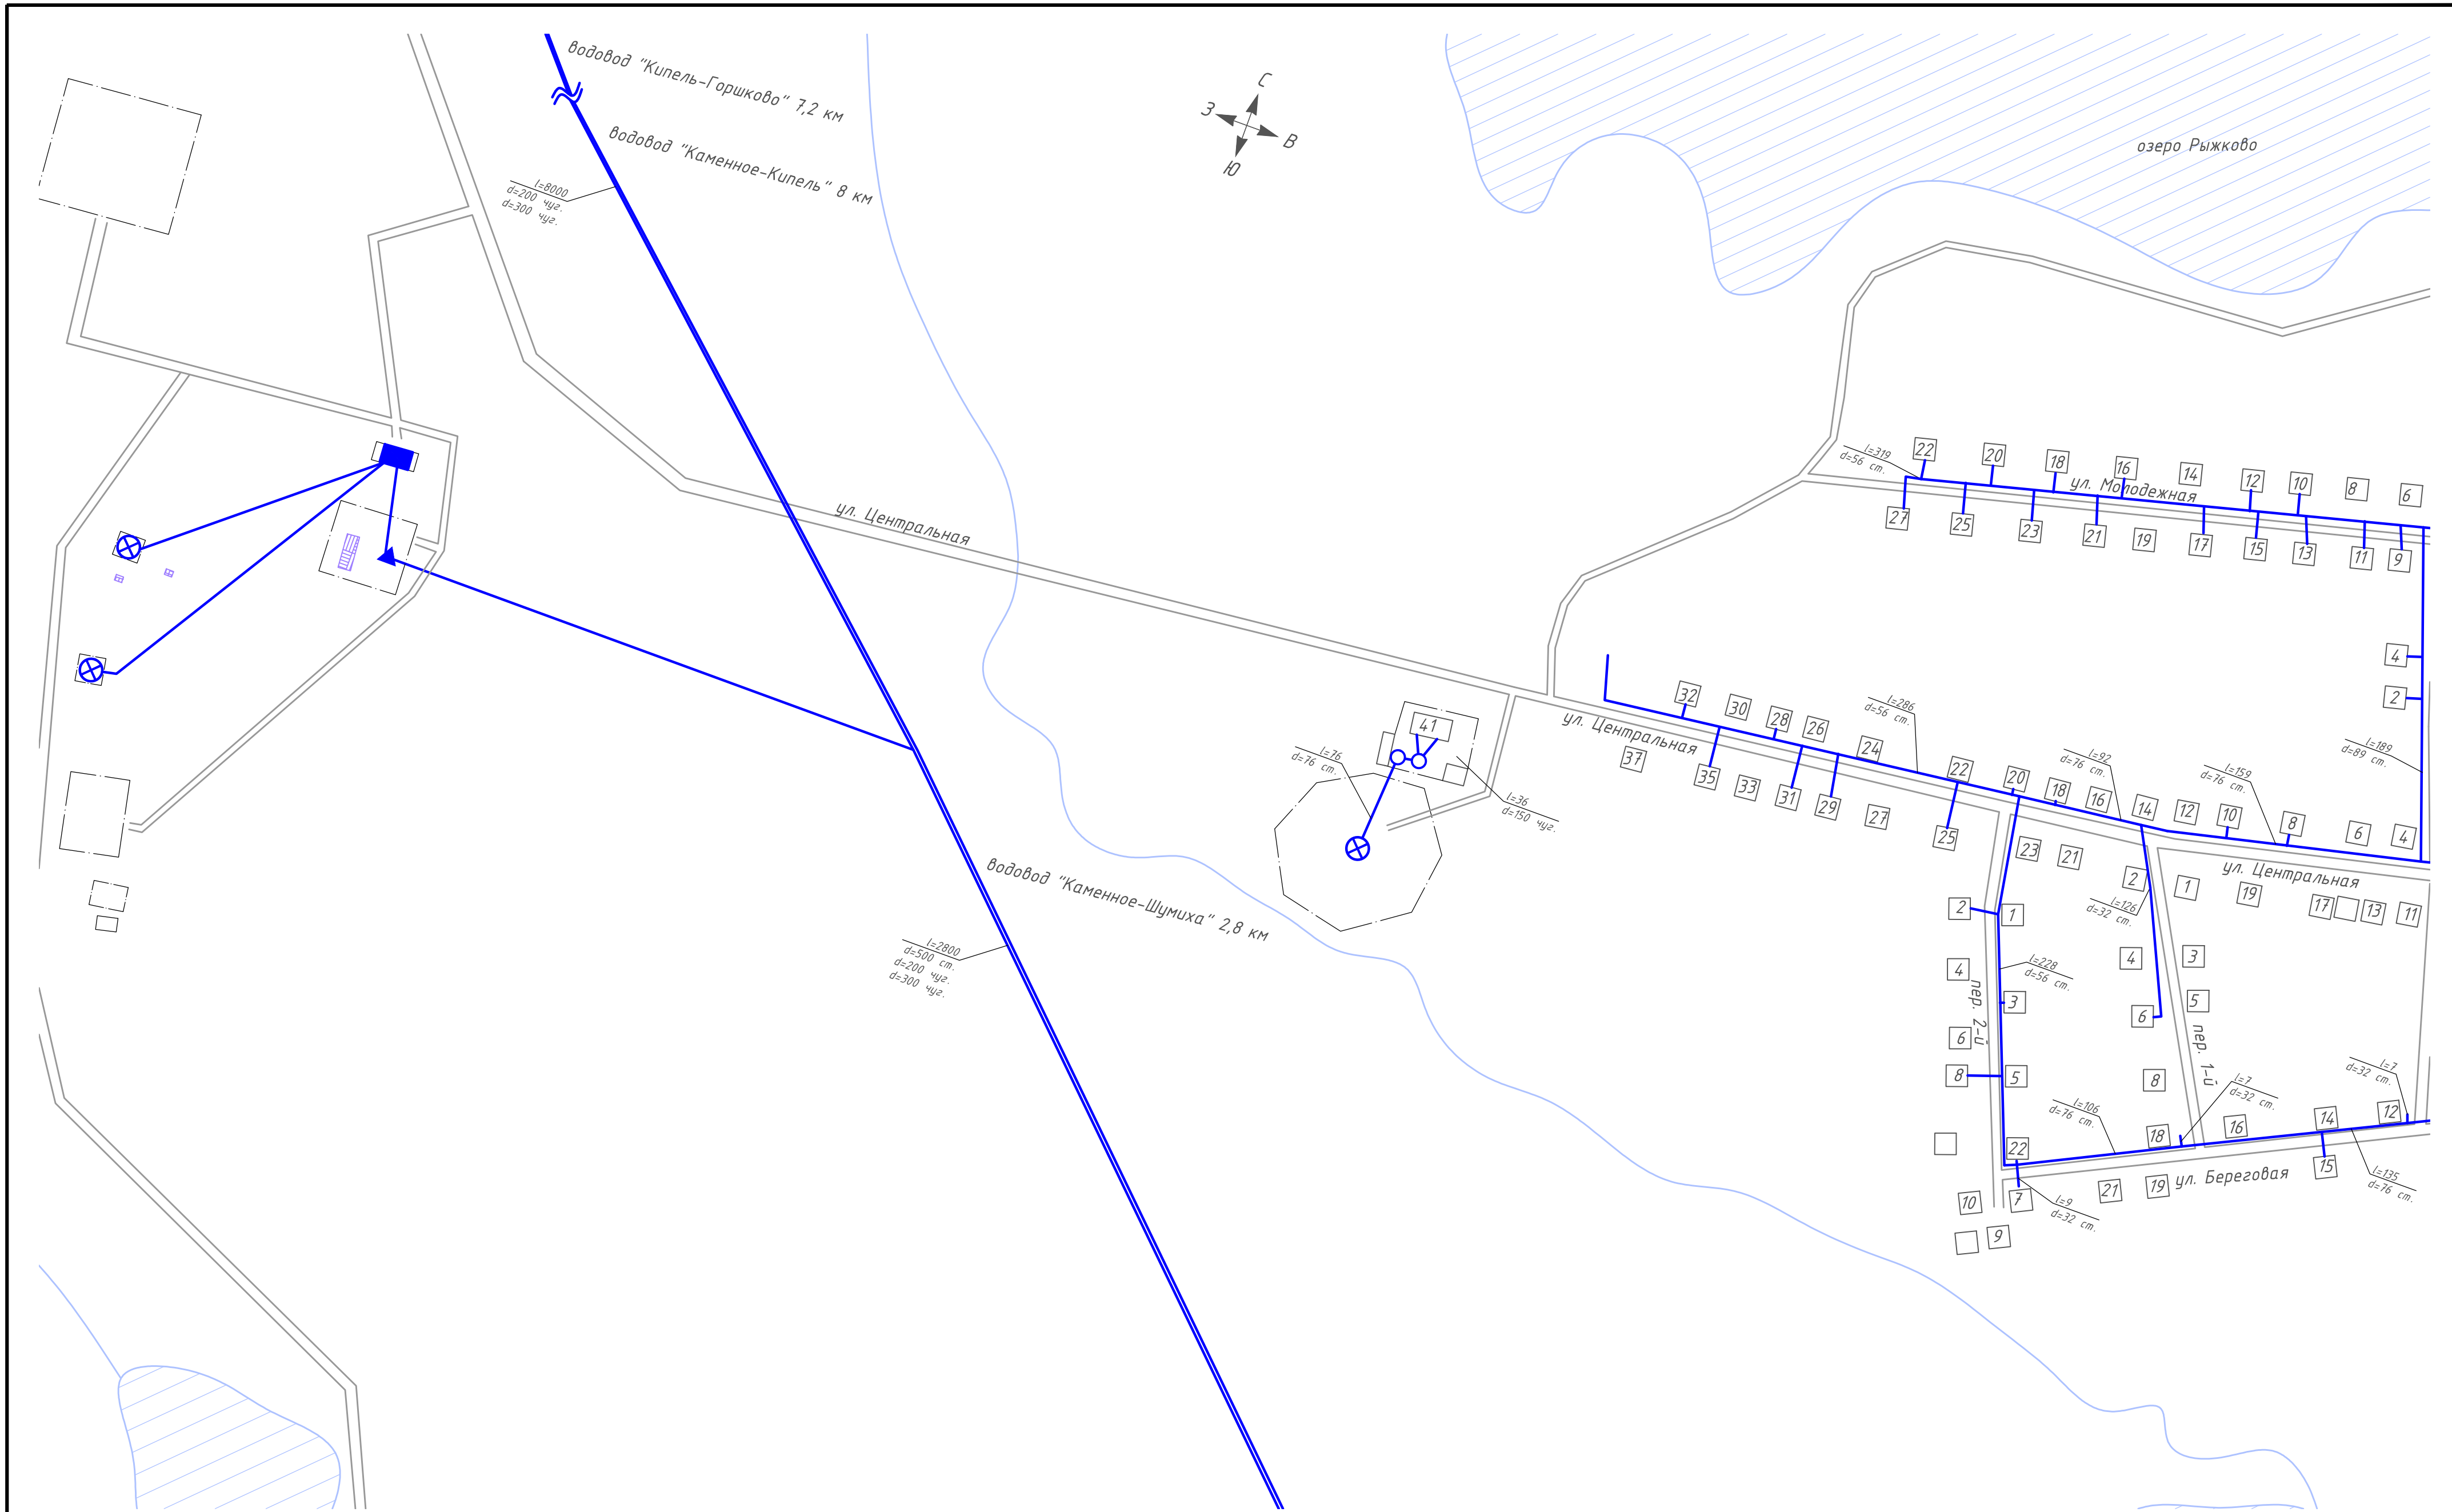 водовод "Кипель-Горшково" 7,2 км
водовод "Каменное-Кипель" 8 км
l=8000
d=200 чуг.
d=300 чуг.
С
З
В
Ю
озеро Рыжково
ул. Центральная
l=319
d=56 ст.
22
20
18
16
14
12
10
8
6
ул. Молодежная
27
25
23
21
19
17
15
13
11
9
4
2
l=189
d=89 ст.
41
l=76
d=76 ст.
l=36
d=150 чуг.
32
30
28
26
24
22
20
18
16
14
12
10
8
6
4
l=286
d=56 ст.
l=92
d=76 ст.
l=159
d=76 ст.
ул. Центральная
37
35
33
31
29
27
25
23
21
ул. Центральная
19
17
13
11
водовод "Каменное-Шумиха" 2,8 км
l=2800
d=500 ст.
d=200 чуг.
d=300 чуг.
2
1
4
3
6
5
8
l=228
d=56 ст.
пер. 2-й
2
1
l=126
d=32 ст.
4
3
6
5
8
пер. 1-й
l=7
d=32 ст.
l=7
d=32 ст.
l=106
d=76 ст.
22
18
16
14
12
ул. Береговая
15
l=135
d=76 ст.
21
19
10
7
l=9
d=32 ст.
9